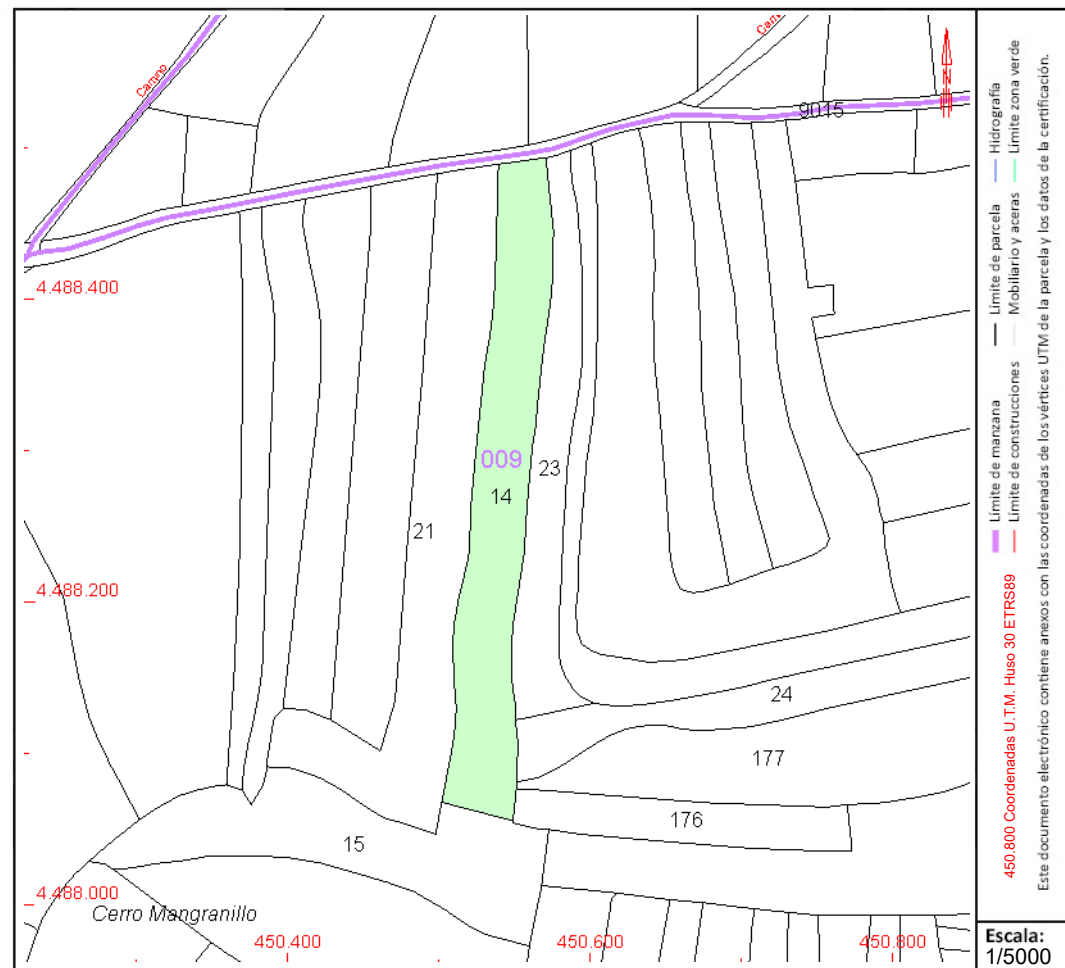 Camino
Cam
9015
N
4.488.400
009
23
14
21
4.488.200
24
177
176
15
4.488.000
Cerro Mangranillo
450.400
450.600
450.800
Límite de manzana
Límite de parcela
Hidrografía
Límite de construcciones
Mobiliario y aceras
Límite zona verde
450.800 Coordenadas U.T.M. Huso 30 ETRS89
Este documento electrónico contiene anexos con las coordenadas de los vértices UTM de la parcela y los datos de la certificación.
Escala:
1/5000